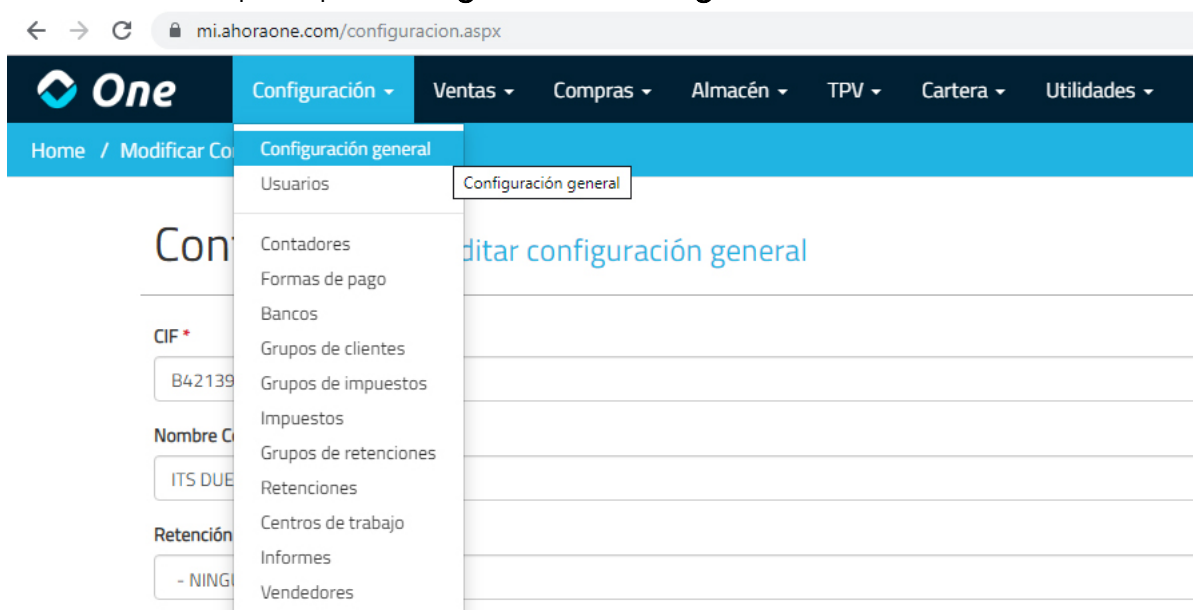 mi.ahoraone.com/configuracion.aspx
One Configuración Ventas Compras Almacén TPV Cartera Utilidades
Home / Modificar Co
Configuración general
Usuarios
Configuración general
Con ditar configuración general
Contadores
Formas de pago
Bancos
CIF *
Grupos de clientes
B42139
Grupos de impuestos
Impuestos
Nombre C
Grupos de retenciones
ITS DUE
Retenciones
Centros de trabajo
Retención
Informes
- NING
Vendedores